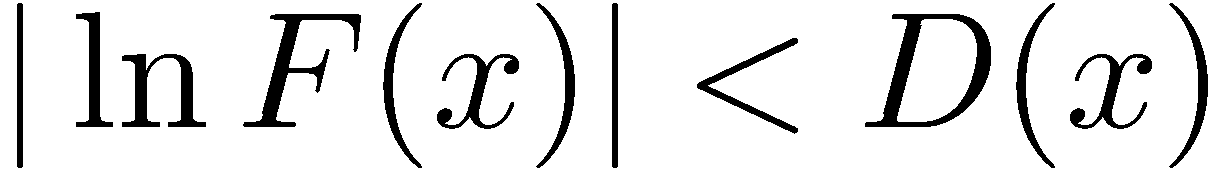 | ln F(x)| < D(x)